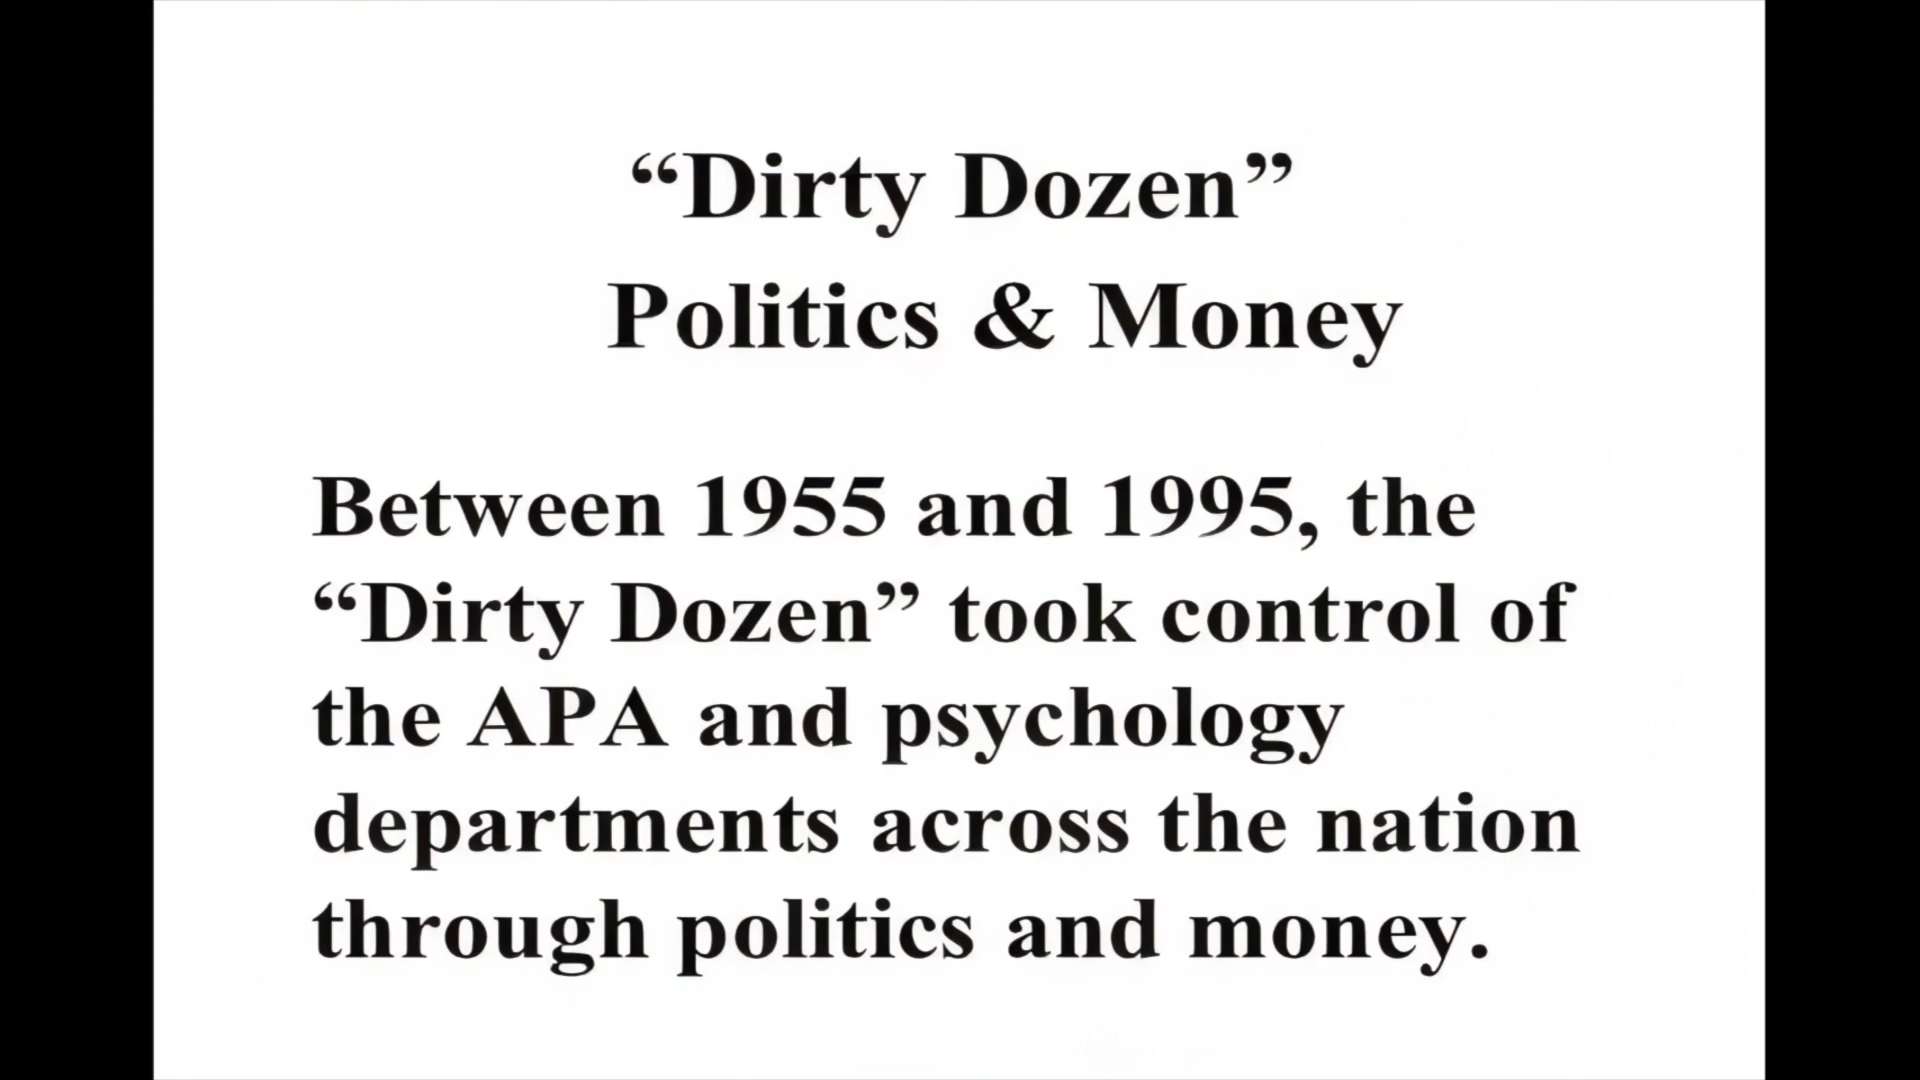 “Dirty Dozen”
Politics & Money
Between 1955 and 1995, the
“Dirty Dozen” took control of
the APA and psychology
departments across the nation
through politics and money.